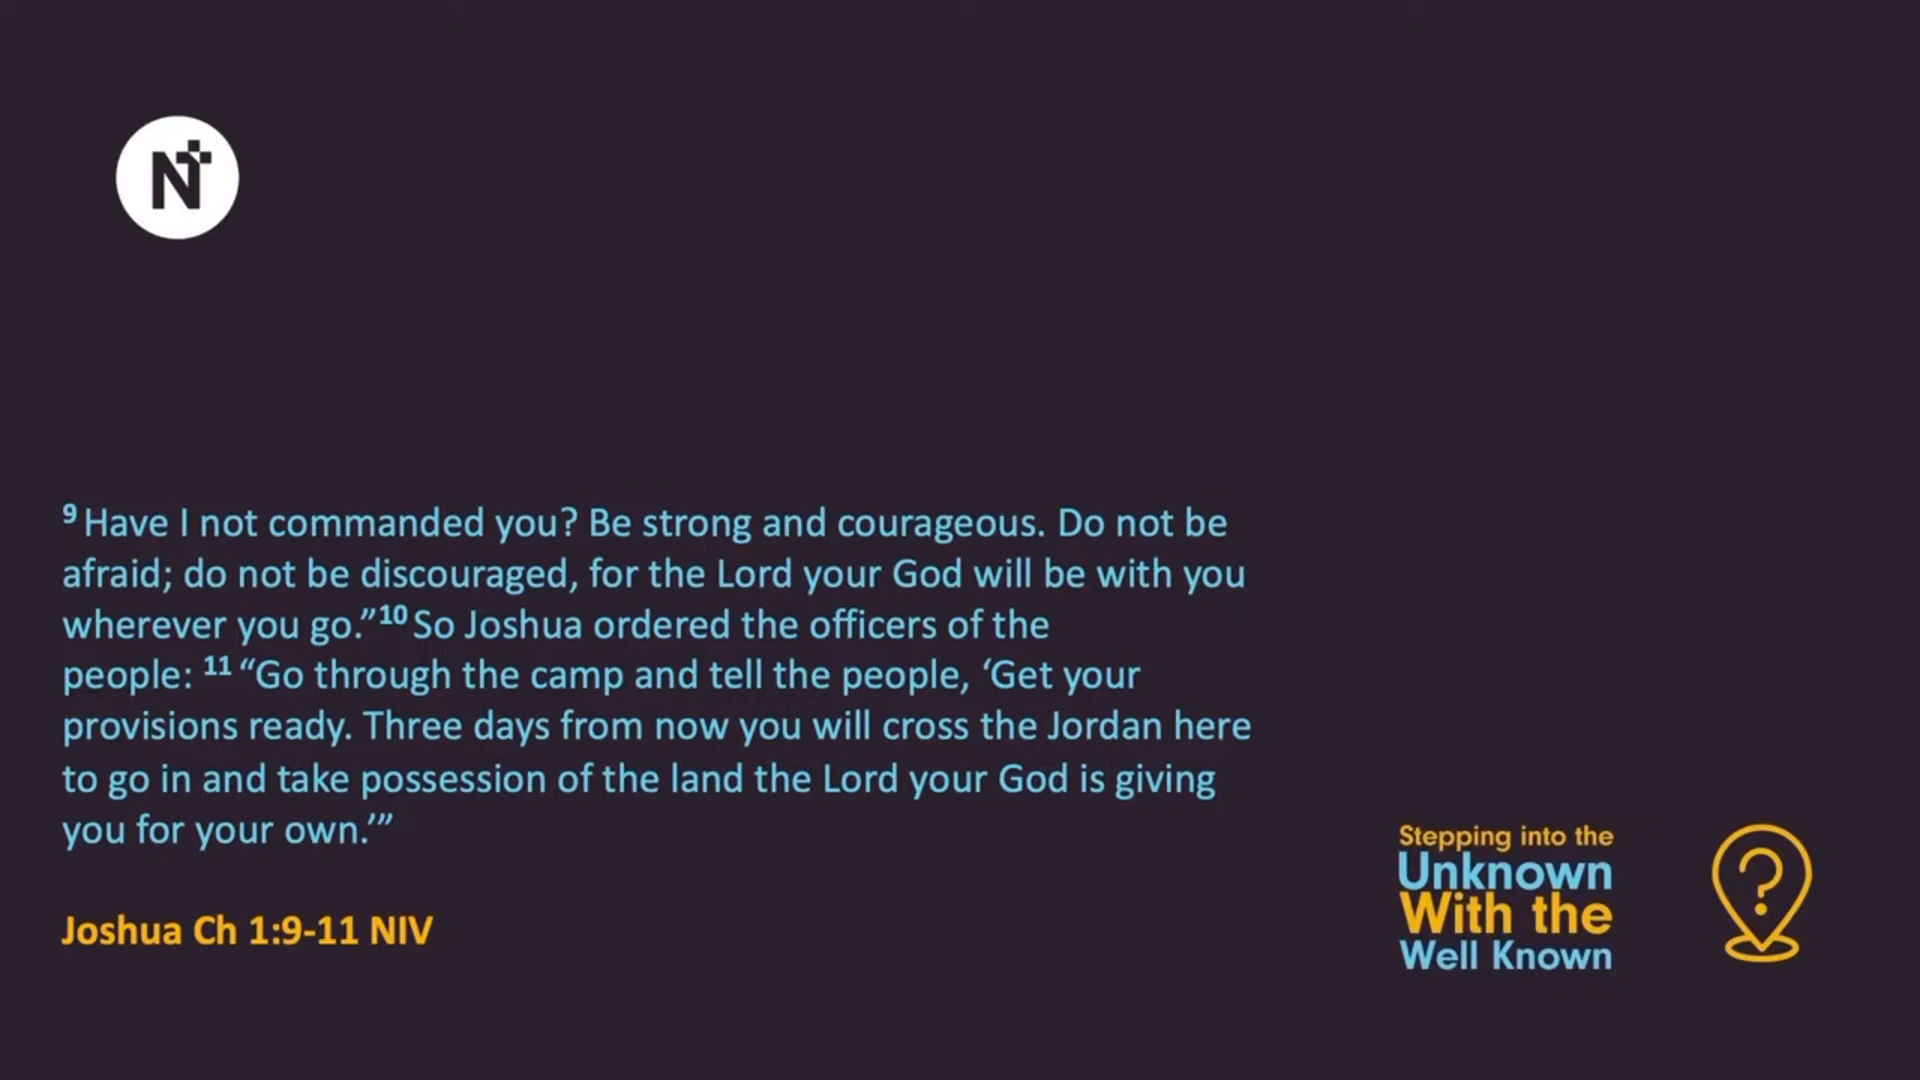 N
⁹ Have I not commanded you? Be strong and courageous. Do not be
afraid; do not be discouraged, for the Lord your God will be with you
wherever you go.”¹⁰ So Joshua ordered the officers of the
people: ¹¹ “Go through the camp and tell the people, ‘Get your
provisions ready. Three days from now you will cross the Jordan here
to go in and take possession of the land the Lord your God is giving
you for your own.’”
Joshua Ch 1:9-11 NIV
Stepping into the
Unknown
With the
Well Known
?